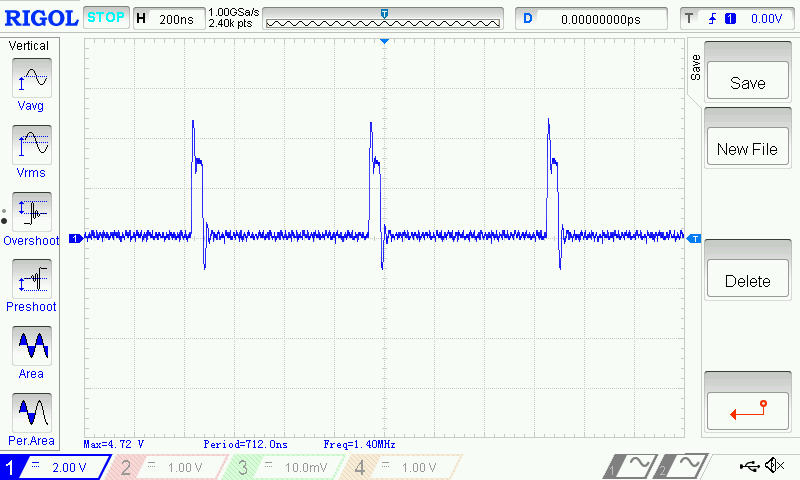 RIGOL STOP H 200ns 1.00GSa/s 2.40k pts T D 0.00000000ps T 1 0.00V
Vertical
Vavg
Vrms
Overshoot
Preshoot
Area
Per.Area
1
T
Max=4.72 V Period=712.0ns Freq=1.40MHz
Save
Save
New File
Delete
1 2.00 V 2 1.00 V 3 10.0mV 4 1.00 V 1 2